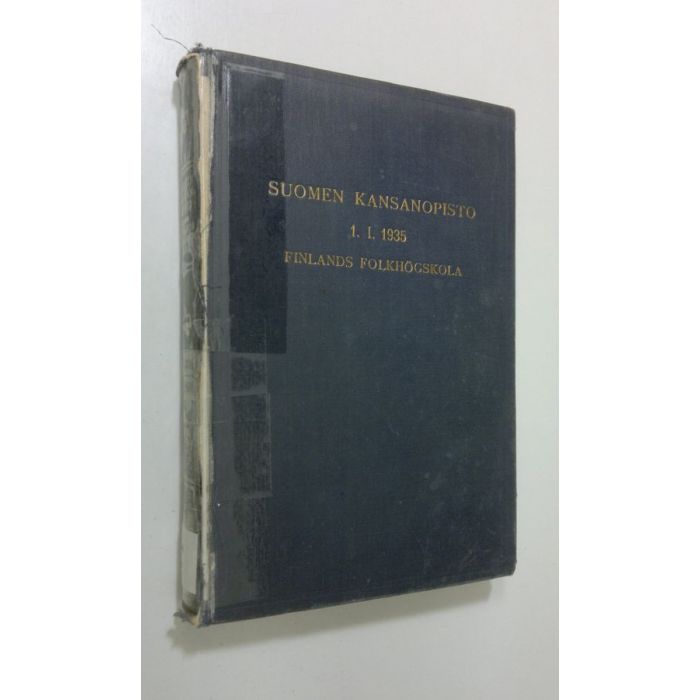 SUOMEN KANSANOPISTO
1. I. 1935
FINLANDS FOLKHÖGSKOLA